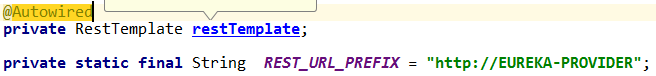 @Autowired
private RestTemplate restTemplate;
private static final String REST_URL_PREFIX = "http://EUREKA-PROVIDER";